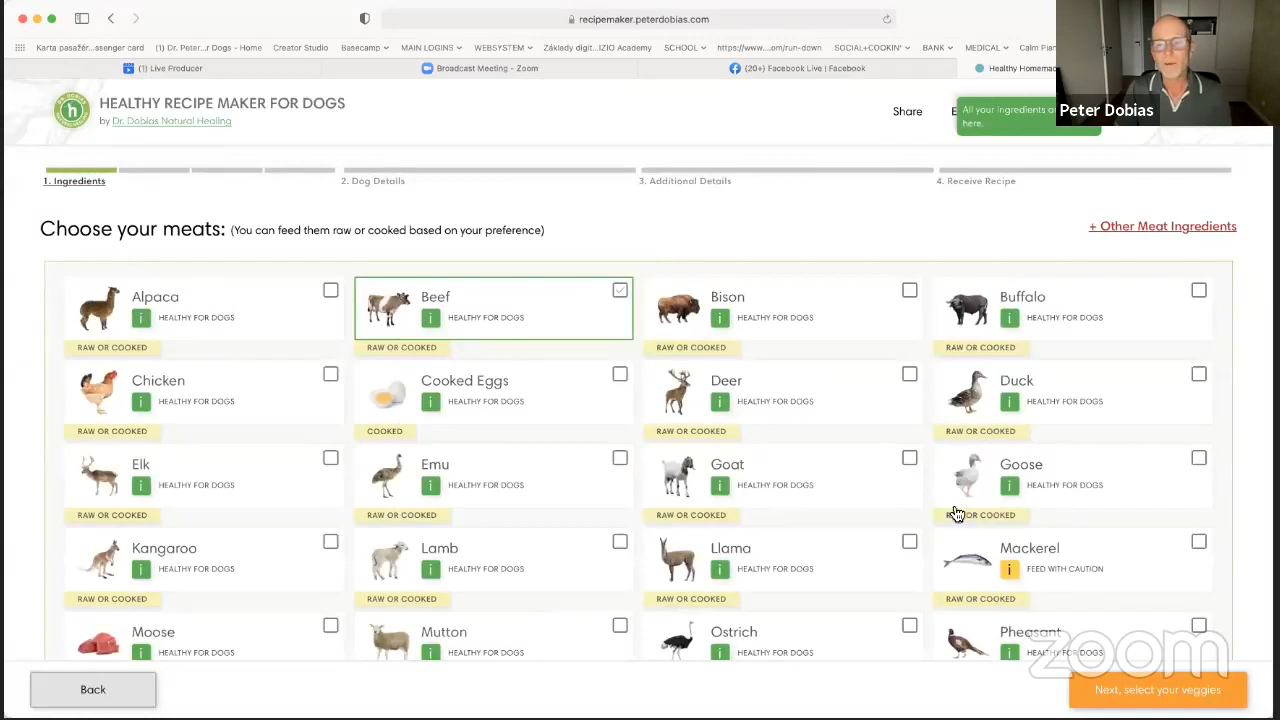 recipemaker.peterdobias.com
Karta pasažér...ssenger card (1) Dr. Peter...r Dogs - Home Creator Studio Basecamp MAIN LOGINS WEBSYSTEM Základy digit...IZIO Academy SCHOOL https://www....om/run-down SOCIAL+COOKIN' BANK MEDICAL Calm Plan
(1) Live Producer Broadcast Meeting - Zoom (20+) Facebook Live | Facebook Healthy Homemad
HEALTHY RECIPE MAKER FOR DOGS
by Dr. Dobias Natural Healing
Share
All your ingredients a
here.
Peter Dobias
1. Ingredients 2. Dog Details 3. Additional Details 4. Receive Recipe
Choose your meats: (You can feed them raw or cooked based on your preference) + Other Meat Ingredients
Alpaca Beef Bison Buffalo
i HEALTHY FOR DOGS i HEALTHY FOR DOGS i HEALTHY FOR DOGS i HEALTHY FOR DOGS
RAW OR COOKED RAW OR COOKED RAW OR COOKED RAW OR COOKED
Chicken Cooked Eggs Deer Duck
i HEALTHY FOR DOGS i HEALTHY FOR DOGS i HEALTHY FOR DOGS i HEALTHY FOR DOGS
RAW OR COOKED COOKED RAW OR COOKED RAW OR COOKED
Elk Emu Goat Goose
i HEALTHY FOR DOGS i HEALTHY FOR DOGS i HEALTHY FOR DOGS i HEALTHY FOR DOGS
RAW OR COOKED RAW OR COOKED RAW OR COOKED RAW OR COOKED
Kangaroo Lamb Llama Mackerel
i HEALTHY FOR DOGS i HEALTHY FOR DOGS i HEALTHY FOR DOGS i FEED WITH CAUTION
RAW OR COOKED RAW OR COOKED RAW OR COOKED RAW OR COOKED
Moose Mutton Ostrich Pheasant
i HEALTHY FOR DOGS i HEALTHY FOR DOGS i HEALTHY FOR DOGS i HEALTHY FOR DOGS
zoom
Back Next, select your veggies